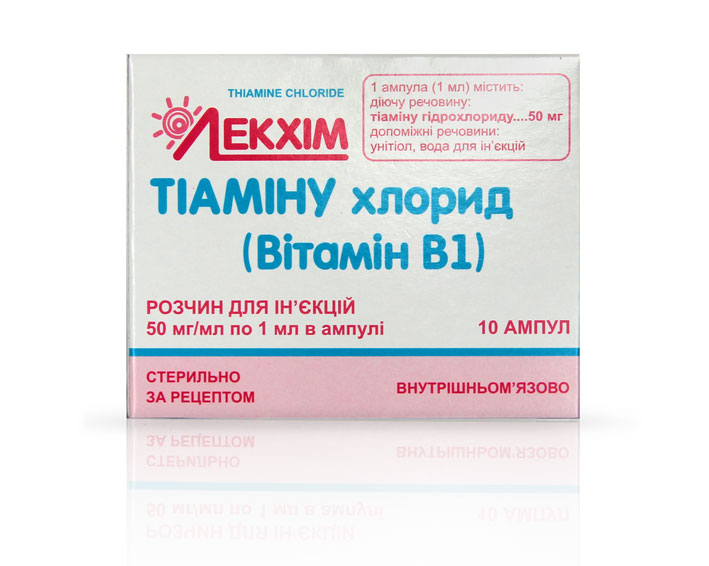 THIAMINE CHLORIDE
ЛЕКХІМ
1 ампула (1 мл) містить:
діючу речовину:
тіаміну гідрохлориду....50 мг
допоміжні речовини:
унітіол, вода для ін'єкцій
ТІАМІНУ хлорид
(Вітамін В1)
РОЗЧИН ДЛЯ ІН'ЄКЦІЙ
50 мг/мл по 1 мл в ампулі
10 АМПУЛ
СТЕРИЛЬНО
ЗА РЕЦЕПТОМ
ВНУТРІШНЬОМ'ЯЗОВО